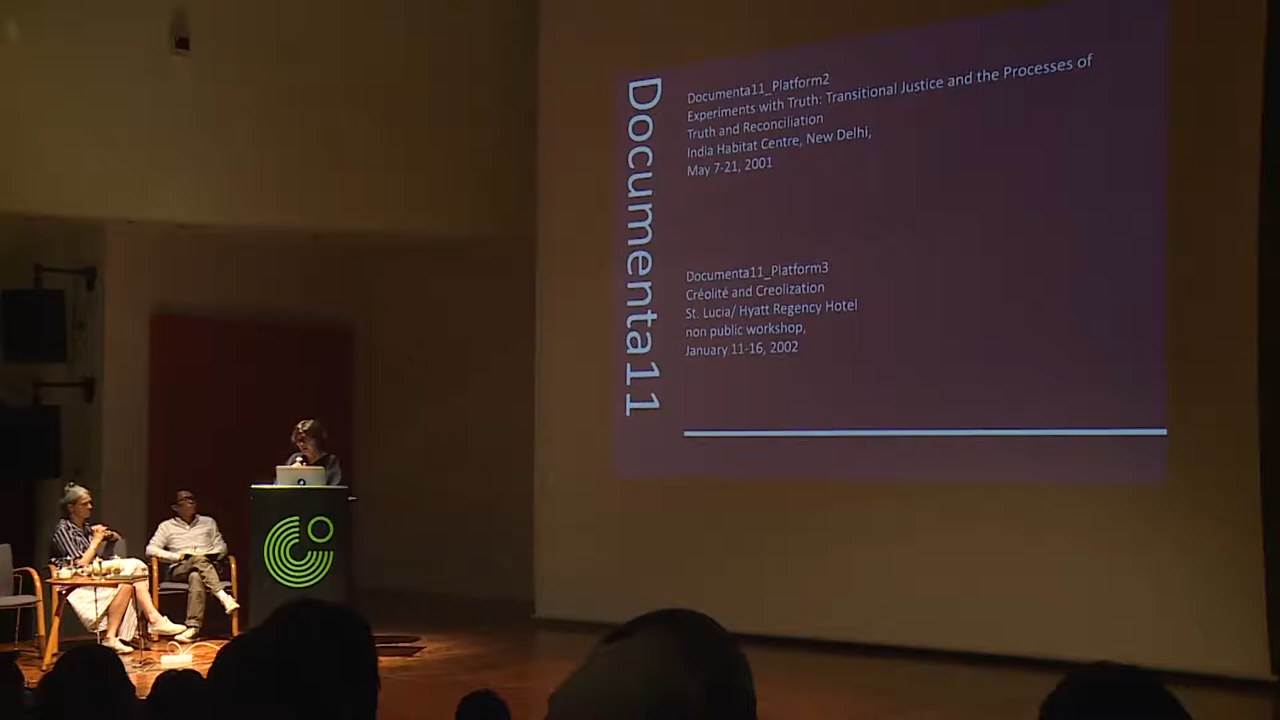 Documenta11
Documenta11_Platform2
Experiments with Truth: Transitional Justice and the Processes of
Truth and Reconciliation
India Habitat Centre, New Delhi,
May 7-21, 2001
Documenta11_Platform3
Créolité and Creolization
St. Lucia/ Hyatt Regency Hotel
non public workshop,
January 11-16, 2002